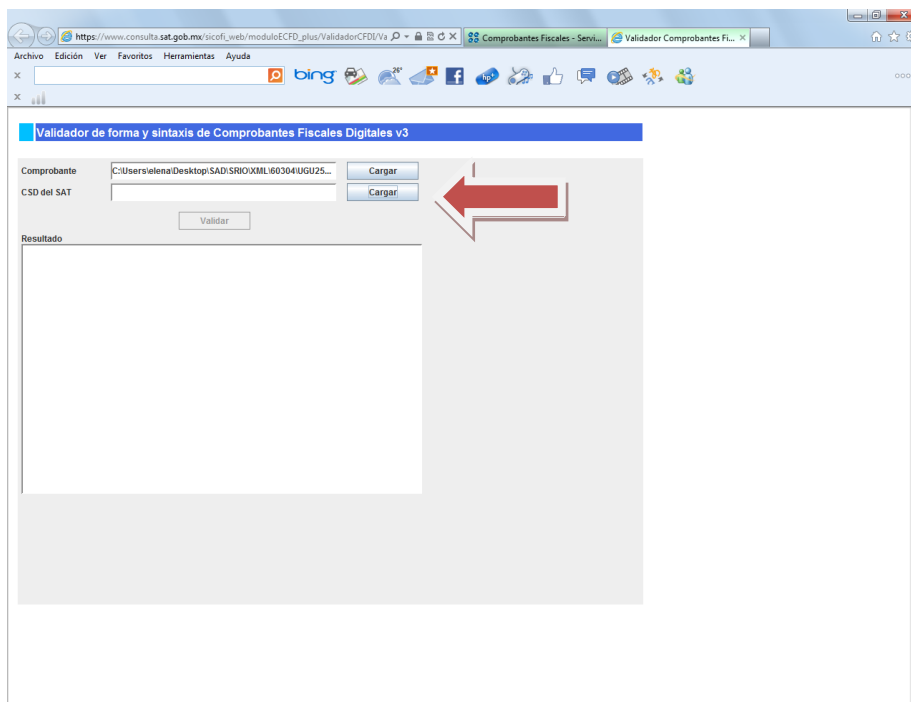 https://www.consulta.sat.gob.mx/sicofi_web/moduloECFD_plus/ValidadorCFDI/Va
Comprobantes Fiscales - Servi...
Validador Comprobantes Fi...
Archivo Edición Ver Favoritos Herramientas Ayuda
x bing 26° f hp
x
Validador de forma y sintaxis de Comprobantes Fiscales Digitales v3
Comprobante C:\Users\elena\Desktop\SAD\SRIO\XML\60304\UGU25... Cargar
CSD del SAT Cargar
Validar
Resultado